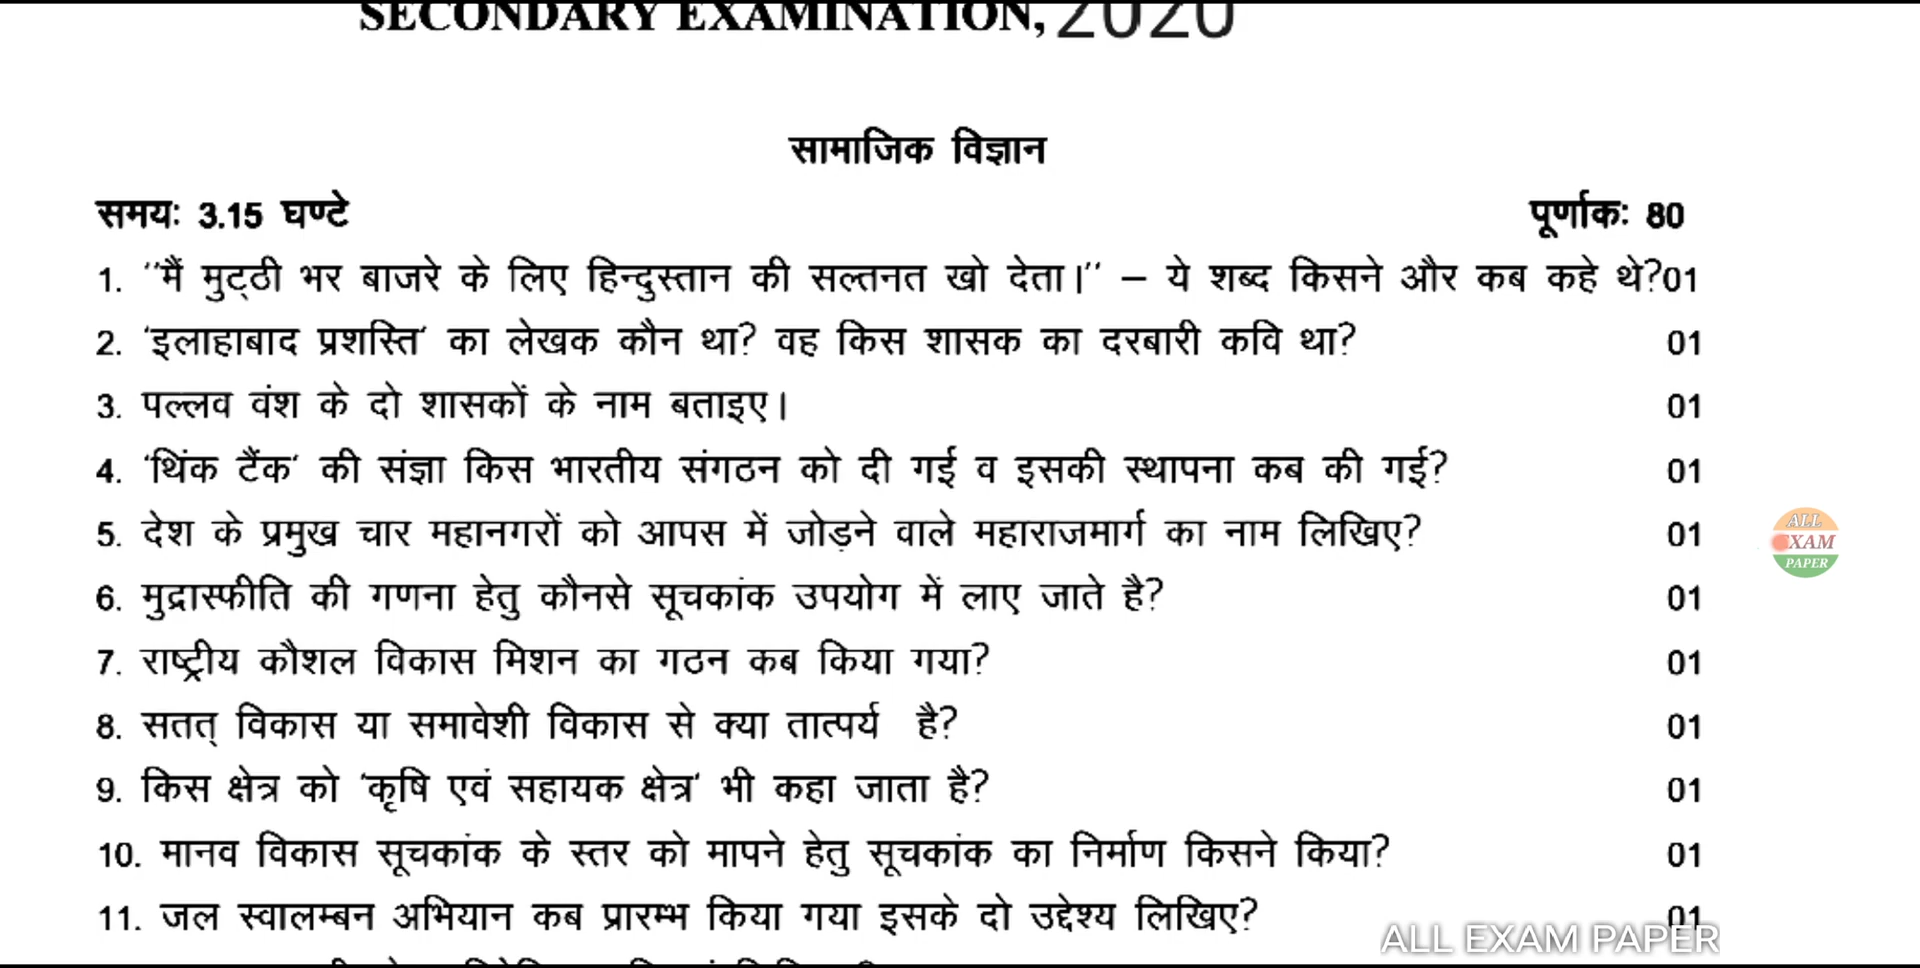 SECONDARY EXAMINATION, 2020
सामाजिक विज्ञान
समयः 3.15 घण्टे पूर्णाकः 80
1. ''मैं मुट्ठी भर बाजरे के लिए हिन्दुस्तान की सल्तनत खो देता।'' – ये शब्द किसने और कब कहे थे?01
2. 'इलाहाबाद प्रशस्ति' का लेखक कौन था? वह किस शासक का दरबारी कवि था? 01
3. पल्लव वंश के दो शासकों के नाम बताइए। 01
4. 'थिंक टैंक' की संज्ञा किस भारतीय संगठन को दी गई व इसकी स्थापना कब की गई? 01
5. देश के प्रमुख चार महानगरों को आपस में जोड़ने वाले महाराजमार्ग का नाम लिखिए? 01
ALL
EXAM
PAPER
6. मुद्रास्फीति की गणना हेतु कौनसे सूचकांक उपयोग में लाए जाते है? 01
7. राष्ट्रीय कौशल विकास मिशन का गठन कब किया गया? 01
8. सतत् विकास या समावेशी विकास से क्या तात्पर्य है? 01
9. किस क्षेत्र को 'कृषि एवं सहायक क्षेत्र' भी कहा जाता है? 01
10. मानव विकास सूचकांक के स्तर को मापने हेतु सूचकांक का निर्माण किसने किया? 01
11. जल स्वालम्बन अभियान कब प्रारम्भ किया गया इसके दो उद्देश्य लिखिए? 01
ALL EXAM PAPER